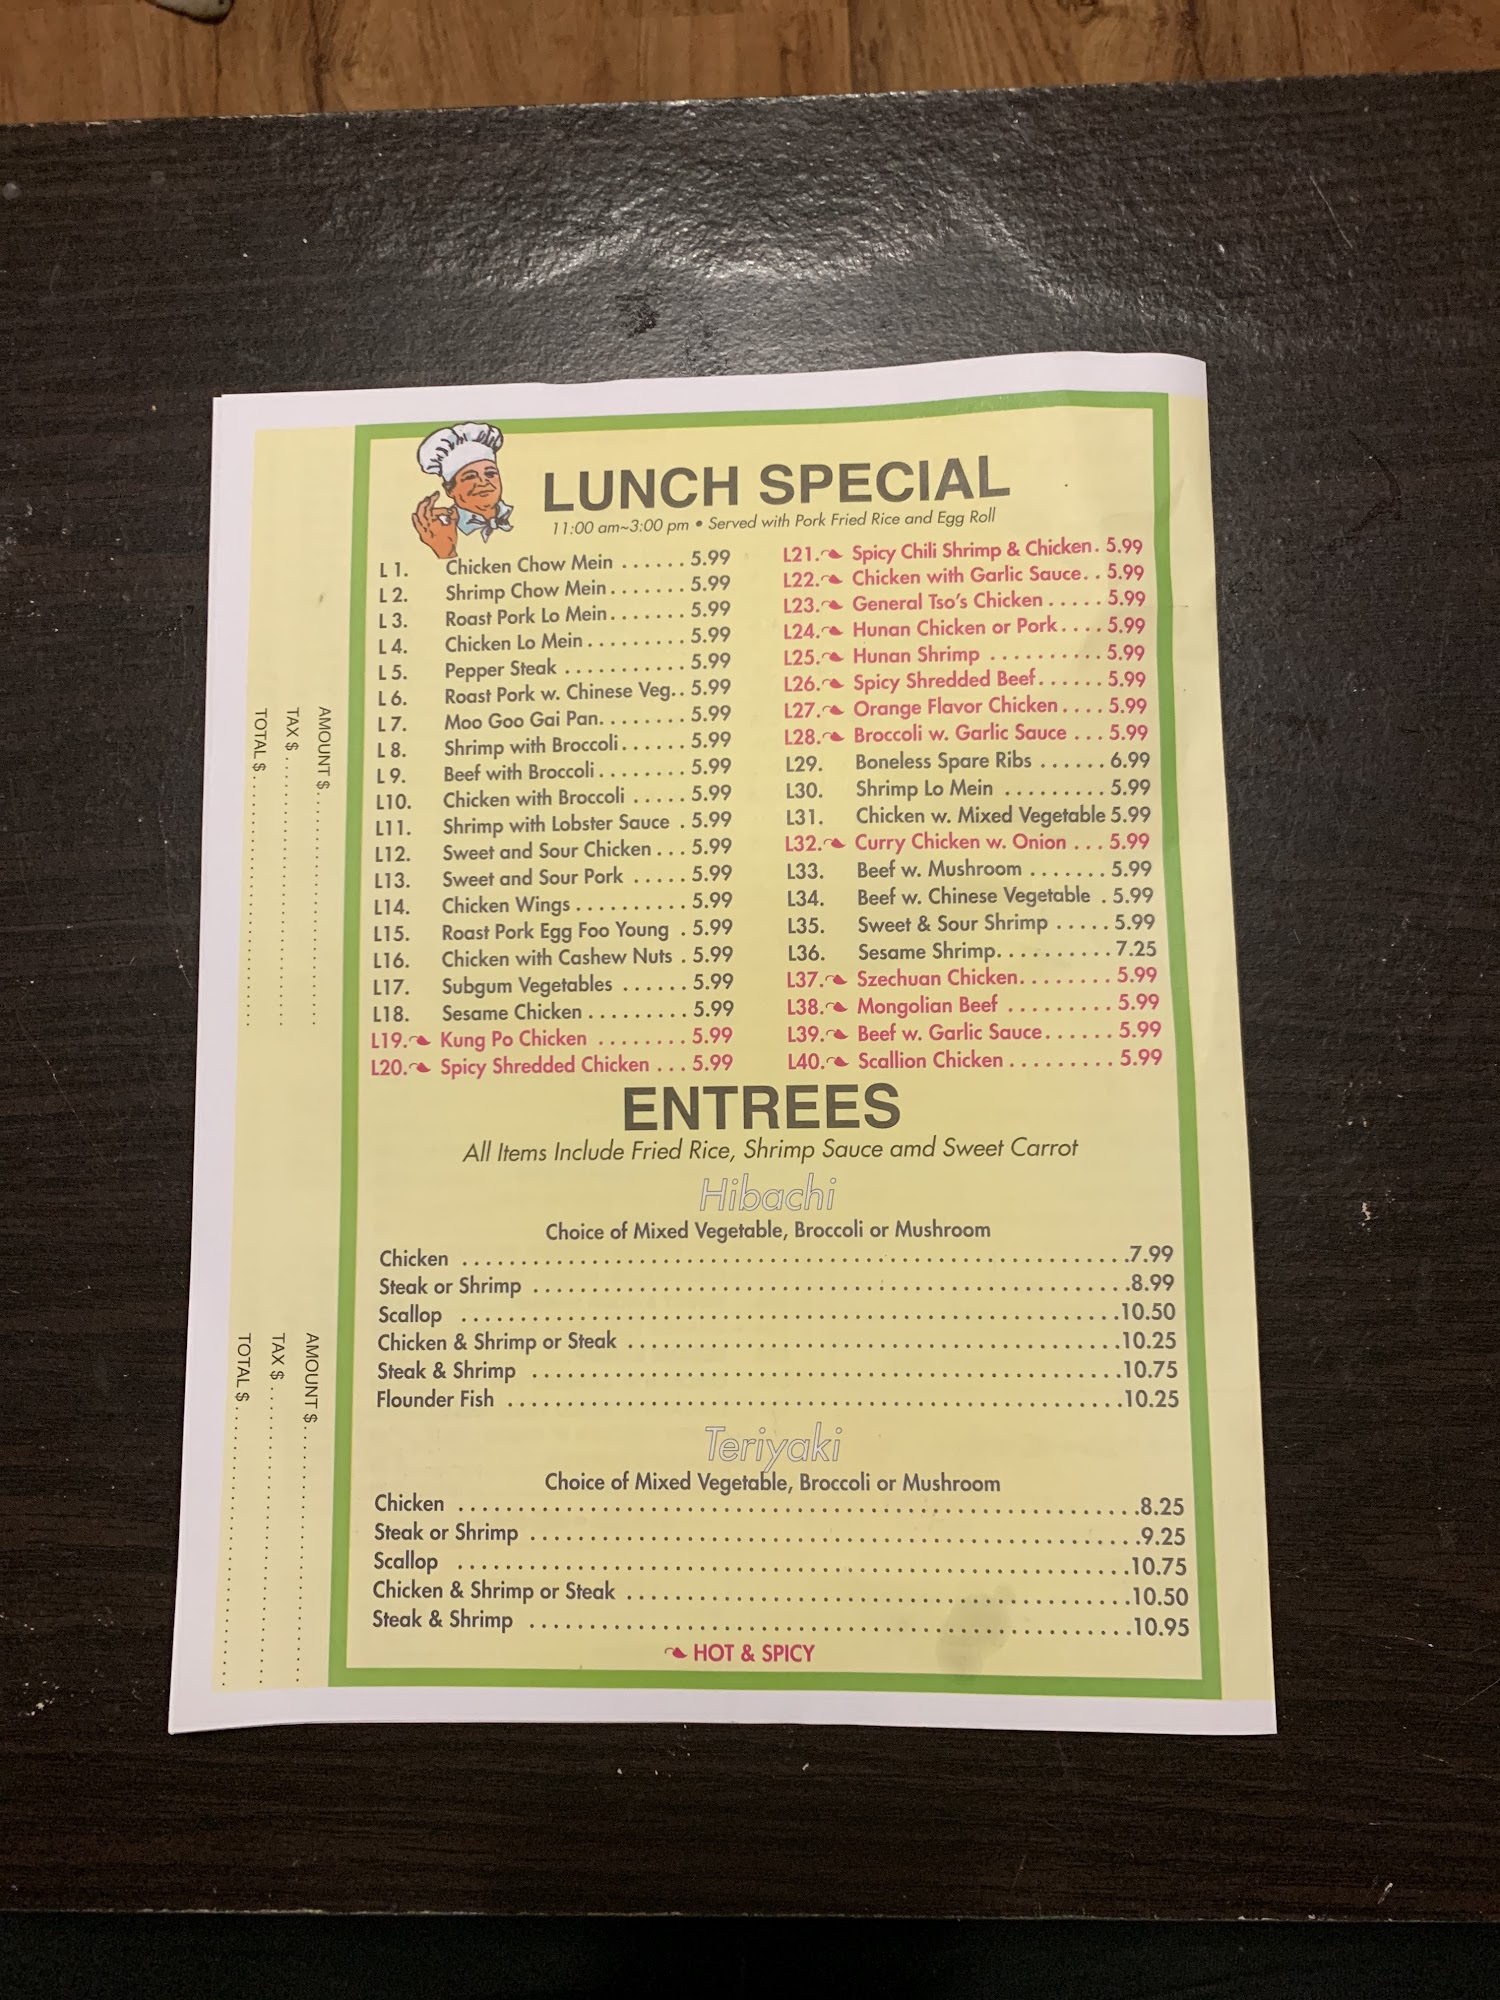 LUNCH SPECIAL
11:00 am~3:00 pm • Served with Pork Fried Rice and Egg Roll
L 1. Chicken Chow Mein ...... 5.99
L 2. Shrimp Chow Mein....... 5.99
L 3. Roast Pork Lo Mein....... 5.99
L 4. Chicken Lo Mein......... 5.99
L 5. Pepper Steak ........... 5.99
L 6. Roast Pork w. Chinese Veg.. 5.99
L 7. Moo Goo Gai Pan........ 5.99
L 8. Shrimp with Broccoli...... 5.99
L 9. Beef with Broccoli........ 5.99
L10. Chicken with Broccoli ..... 5.99
L11. Shrimp with Lobster Sauce . 5.99
L12. Sweet and Sour Chicken... 5.99
L13. Sweet and Sour Pork ..... 5.99
L14. Chicken Wings.......... 5.99
L15. Roast Pork Egg Foo Young . 5.99
L16. Chicken with Cashew Nuts . 5.99
L17. Subgum Vegetables ...... 5.99
L18. Sesame Chicken ......... 5.99
L19. Kung Po Chicken ........ 5.99
L20. Spicy Shredded Chicken ... 5.99
L21. Spicy Chili Shrimp & Chicken. 5.99
L22. Chicken with Garlic Sauce.. 5.99
L23. General Tso's Chicken ..... 5.99
L24. Hunan Chicken or Pork.... 5.99
L25. Hunan Shrimp .......... 5.99
L26. Spicy Shredded Beef...... 5.99
L27. Orange Flavor Chicken.... 5.99
L28. Broccoli w. Garlic Sauce ... 5.99
L29. Boneless Spare Ribs ...... 6.99
L30. Shrimp Lo Mein ......... 5.99
L31. Chicken w. Mixed Vegetable 5.99
L32. Curry Chicken w. Onion ... 5.99
L33. Beef w. Mushroom ....... 5.99
L34. Beef w. Chinese Vegetable . 5.99
L35. Sweet & Sour Shrimp ..... 5.99
L36. Sesame Shrimp.......... 7.25
L37. Szechuan Chicken........ 5.99
L38. Mongolian Beef ......... 5.99
L39. Beef w. Garlic Sauce...... 5.99
L40. Scallion Chicken ......... 5.99
ENTREES
All Items Include Fried Rice, Shrimp Sauce amd Sweet Carrot
Hibachi
Choice of Mixed Vegetable, Broccoli or Mushroom
Chicken ........................................ 7.99
Steak or Shrimp ........................................ 8.99
Scallop ........................................ 10.50
Chicken & Shrimp or Steak ........................................ 10.25
Steak & Shrimp ........................................ 10.75
Flounder Fish ........................................ 10.25
Teriyaki
Choice of Mixed Vegetable, Broccoli or Mushroom
Chicken ........................................ 8.25
Steak or Shrimp ........................................ 9.25
Scallop ........................................ 10.75
Chicken & Shrimp or Steak ........................................ 10.50
Steak & Shrimp ........................................ 10.95
HOT & SPICY
AMOUNT $..............................
TAX $..............................
TOTAL $..............................
AMOUNT $..............................
TAX $..............................
TOTAL $..............................